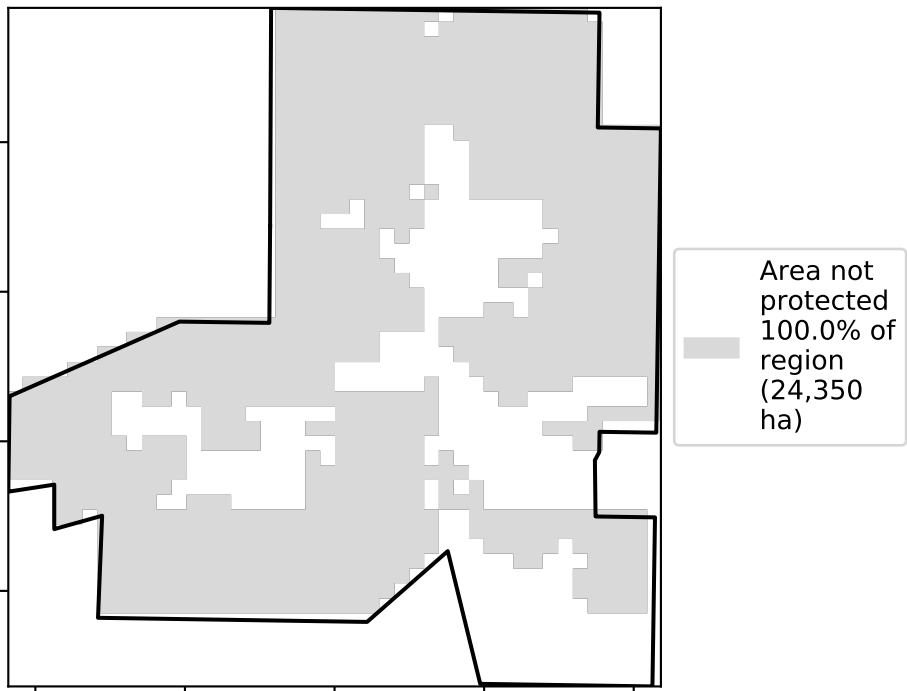 Area not
protected
100.0% of
region
(24,350
ha)